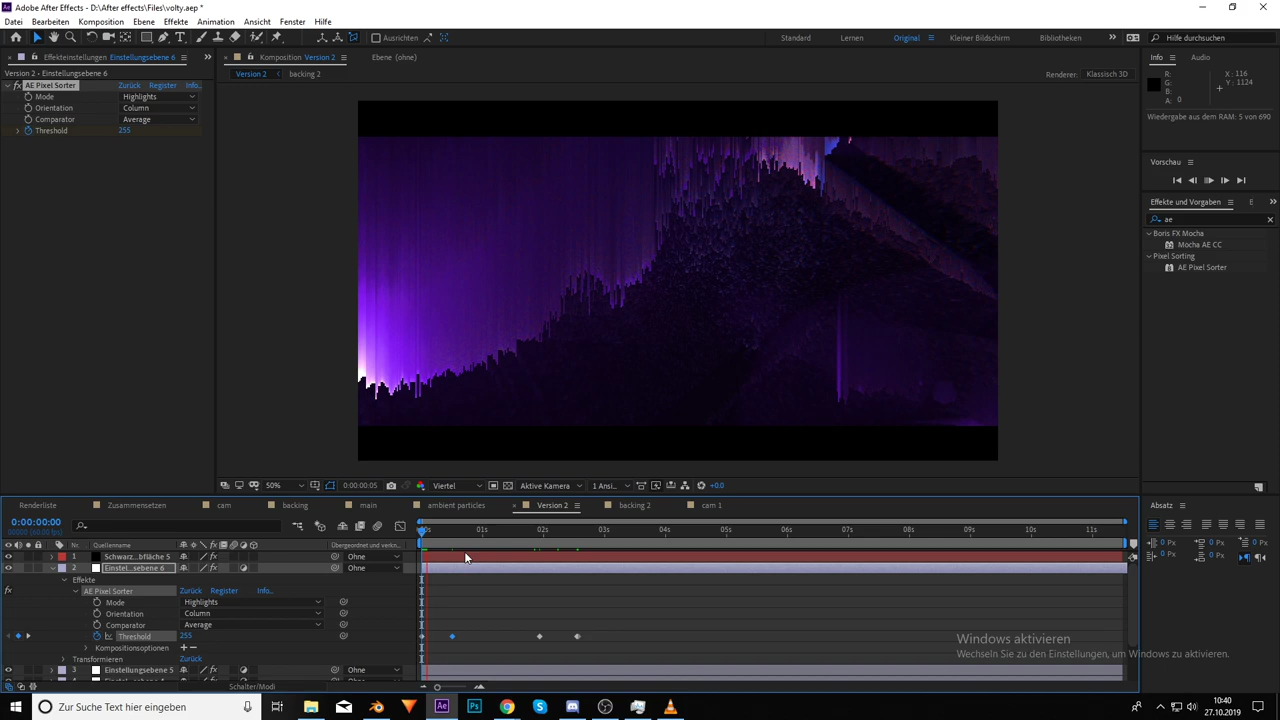 Adobe After Effects - D:\After effects\Files\volty.aep *
Datei Bearbeiten Komposition Ebene Effekte Animation Ansicht Fenster Hilfe
Ausrichten
Standard Lernen Original Kleiner Bildschirm Bibliotheken
Hilfe durchsuchen
Effekteinstellungen Einstellungsebene 6
Version 2 · Einstellungsebene 6
AE Pixel Sorter Zurück Register Info...
Mode Highlights
Orientation Column
Comparator Average
Threshold 255
Komposition Version 2
Ebene (ohne)
Version 2 backing 2
Renderer: Klassisch 3D
Info Audio
R:
G:
B:
A: 0
X : 116
Y : 1124
Wiedergabe aus dem RAM: 5 von 690
Vorschau
Effekte und Vorgaben
ae
Boris FX Mocha
Mocha AE CC
Pixel Sorting
AE Pixel Sorter
50% 0:00:00:05 Viertel Aktive Kamera 1 Ansi... +0.0
Renderliste Zusammensetzen cam backing main ambient particles Version 2 backing 2 cam 1
0:00:00:00
Nr. Quellenname Übergeordnet und verkn...
01s 02s 03s 04s 05s 06s 07s 08s 09s 10s 11s
1 Schwarz...bfläche 5 Ohne
2 Einstel...sebene 6 Ohne
Effekte
AE Pixel Sorter Zurück Register Info...
Mode Highlights
Orientation Column
Comparator Average
Threshold 255
Kompositionsoptionen
Transformieren Zurück
3 Einstellungsebene 5 Ohne
Schalter/Modi
Absatz
0 Px 0 Px 0 Px
0 Px 0 Px
Windows aktivieren
Wechseln Sie zu den Einstellungen, um Windows zu aktivieren.
Zur Suche Text hier eingeben
10:40
27.10.2019